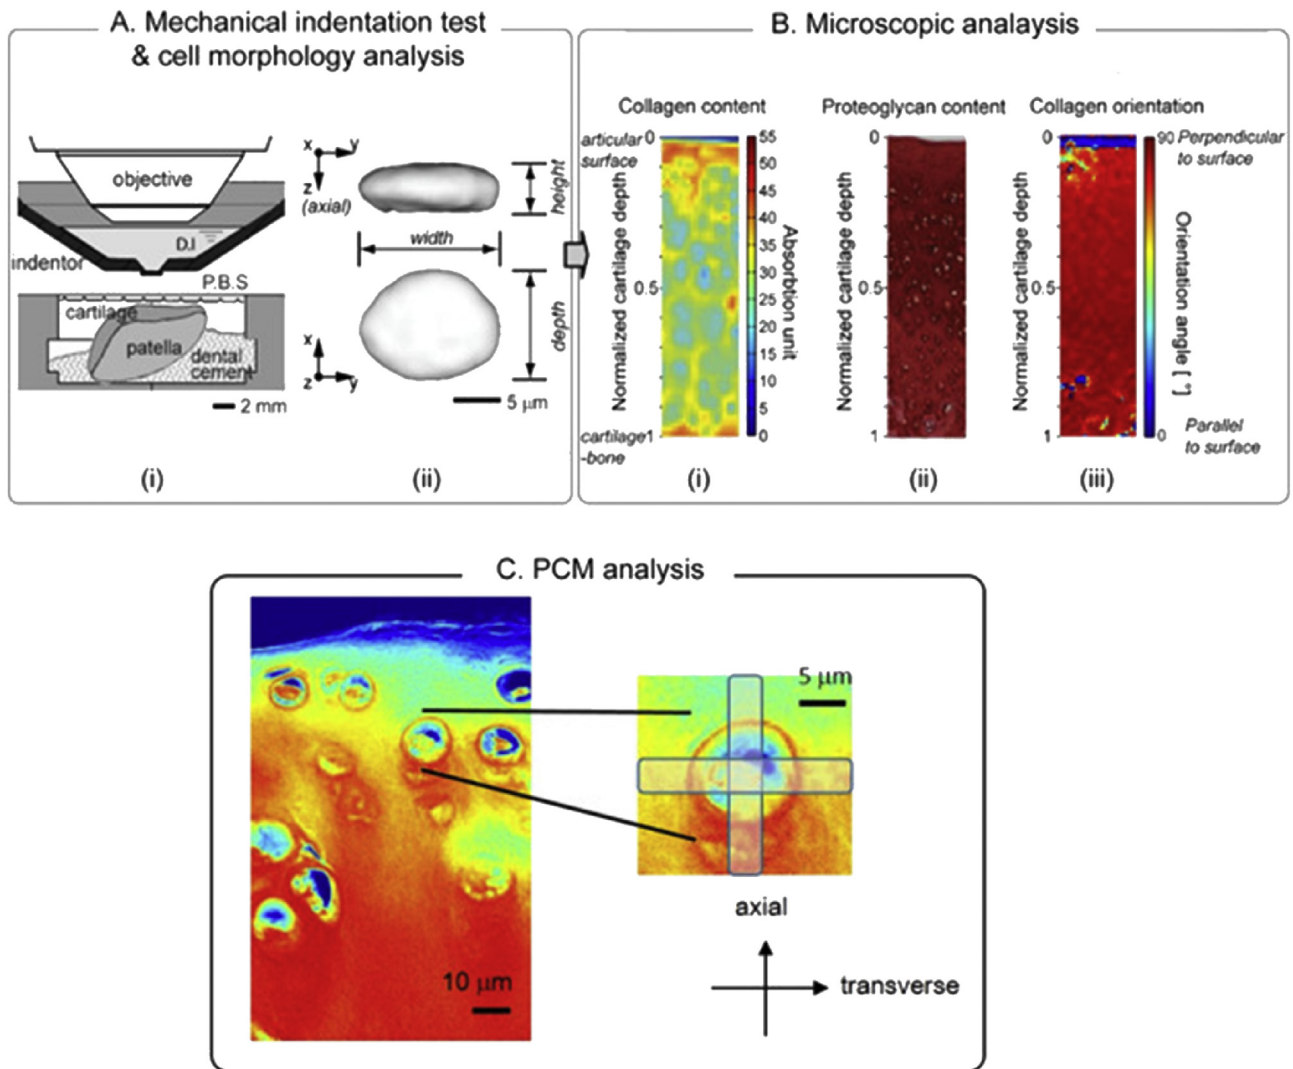 A. Mechanical indentation test
& cell morphology analysis
objective
D.I
indentor
P.B.S
cartilage
patella
dental
cement
2 mm
(i)
x
y
z
(axial)
height
width
depth
x
z
y
5 µm
(ii)
B. Microscopic analaysis
Collagen content
articular
surface
0
0.5
1
cartilage
-bone
Normalized cartilage depth
55
50
45
40
35
30
25
20
15
10
5
0
Absorbtion unit
(i)
Proteoglycan content
0
0.5
1
Normalized cartilage depth
(ii)
Collagen orientation
0
0.5
1
Normalized cartilage depth
90
0
Perpendicular
to surface
Orientation angle [ °]
Parallel
to surface
(iii)
C. PCM analysis
10 µm
5 µm
axial
transverse